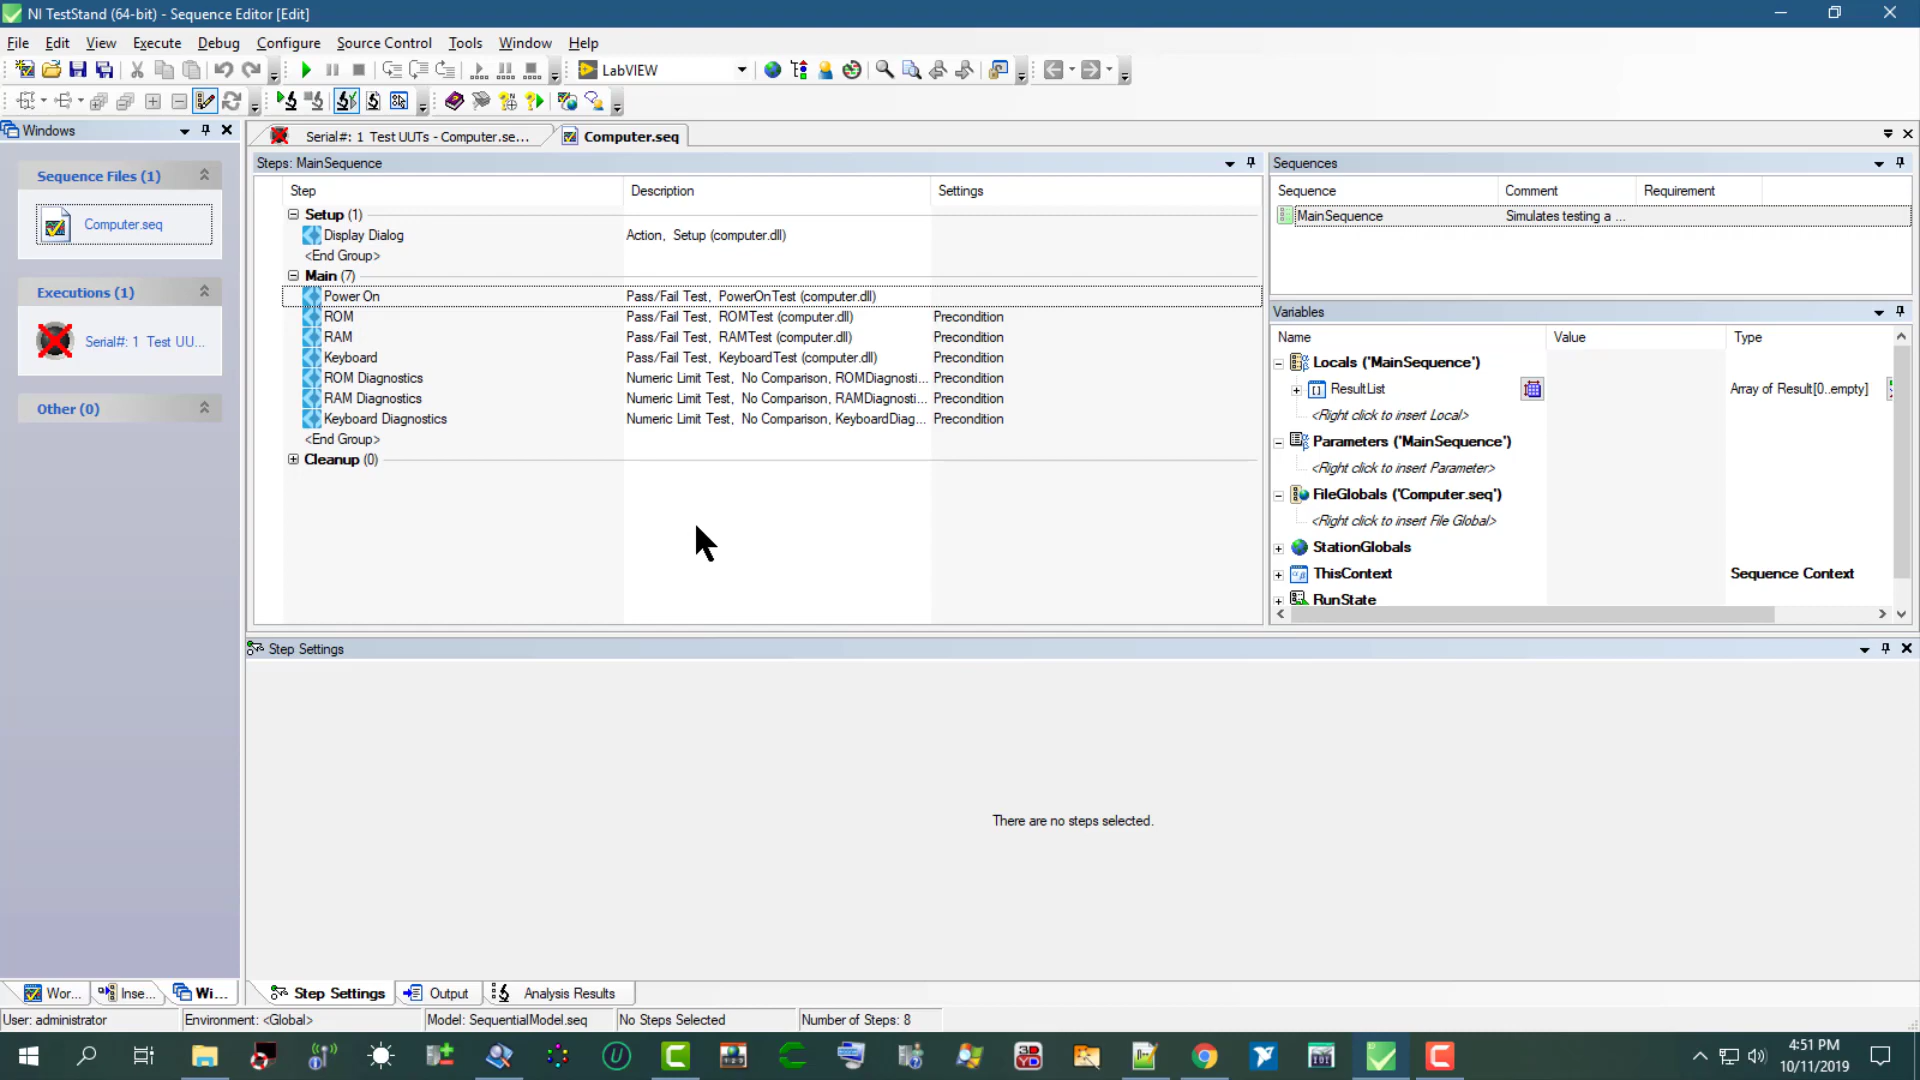 NI TestStand (64-bit) - Sequence Editor [Edit]
File Edit View Execute Debug Configure Source Control Tools Window Help
LabVIEW
Windows
Sequence Files (1)
Computer.seq
Executions (1)
Serial#: 1 Test UU...
Other (0)
Serial#: 1 Test UUTs - Computer.se...
Computer.seq
Steps: MainSequence
Step Description Settings
Setup (1)
Display Dialog Action, Setup (computer.dll)
<End Group>
Main (7)
Power On Pass/Fail Test, PowerOnTest (computer.dll)
ROM Pass/Fail Test, ROMTest (computer.dll) Precondition
RAM Pass/Fail Test, RAMTest (computer.dll) Precondition
Keyboard Pass/Fail Test, KeyboardTest (computer.dll) Precondition
ROM Diagnostics Numeric Limit Test, No Comparison, ROMDiagnosti... Precondition
RAM Diagnostics Numeric Limit Test, No Comparison, RAMDiagnosti... Precondition
Keyboard Diagnostics Numeric Limit Test, No Comparison, KeyboardDiag... Precondition
<End Group>
Cleanup (0)
Sequences
Sequence Comment Requirement
MainSequence Simulates testing a ...
Variables
Name Value Type
Locals ('MainSequence')
ResultList Array of Result[0..empty]
<Right click to insert Local>
Parameters ('MainSequence')
<Right click to insert Parameter>
FileGlobals ('Computer.seq')
<Right click to insert File Global>
StationGlobals
ThisContext Sequence Context
RunState
Step Settings
There are no steps selected.
Wor... Inse... Wi... Step Settings Output Analysis Results
User: administrator Environment: <Global> Model: SequentialModel.seq No Steps Selected Number of Steps: 8
4:51 PM
10/11/2019